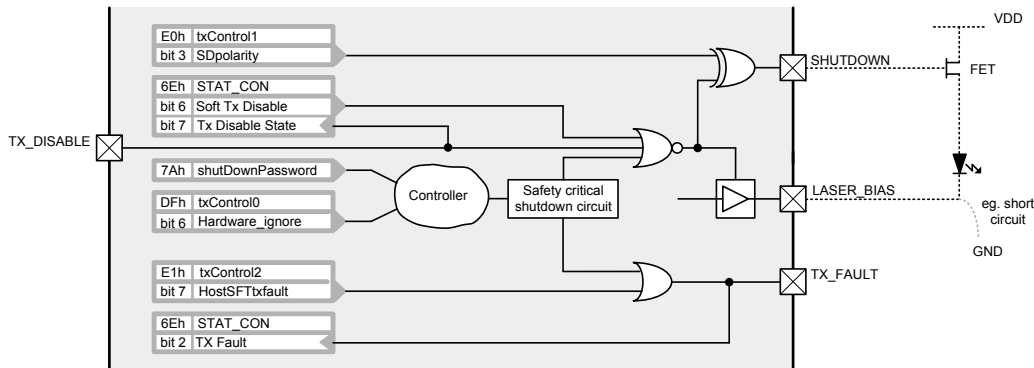 E0h txControl1
bit 3 SDpolarity
6Eh STAT_CON
bit 6 Soft Tx Disable
bit 7 Tx Disable State
TX_DISABLE
7Ah shutDownPassword
DFh txControl0
bit 6 Hardware_ignore
Controller
Safety critical
shutdown circuit
E1h txControl2
bit 7 HostSFTtxfault
6Eh STAT_CON
bit 2 TX Fault
VDD
SHUTDOWN
FET
LASER_BIAS
eg. short
circuit
GND
TX_FAULT